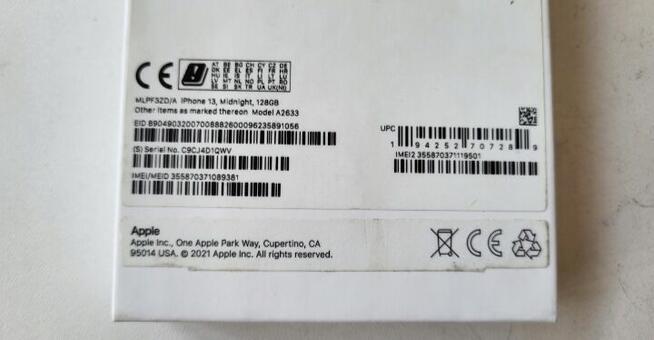 CE AT BE BG CH CY CZ DE
DK EE EL ES FI FR HR
HU IE IS IT LI LT LU
LV MT NL NO PL PT RO
SE SI SK TR UA UK(NI)
MLPF3ZD/A iPhone 13, Midnight, 128GB
Other items as marked thereon Model A2633
EID 89049032007008882600096235891056
(S) Serial No. C9CJ4D1QWV
IMEI/MEID 355870371089381
UPC
1 94252 70728 9
IMEI2 355870371119501
Apple
Apple Inc., One Apple Park Way, Cupertino, CA
95014 USA. © 2021 Apple Inc. All rights reserved.
CE